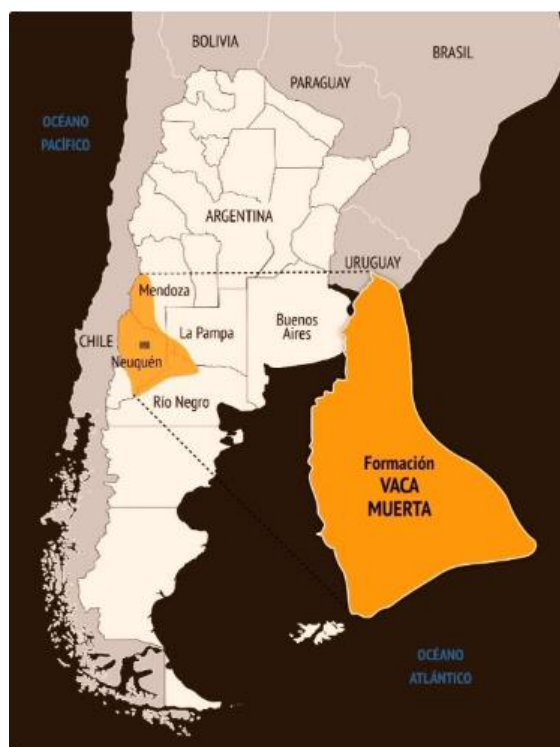 BOLIVIA
BRASIL
PARAGUAY
OCÉANO
PACÍFICO
ARGENTINA
URUGUAY
Mendoza
Buenos
Aires
La Pampa
CHILE
Neuquén
Río Negro
Formación
VACA
MUERTA
OCÉANO
ATLÁNTICO